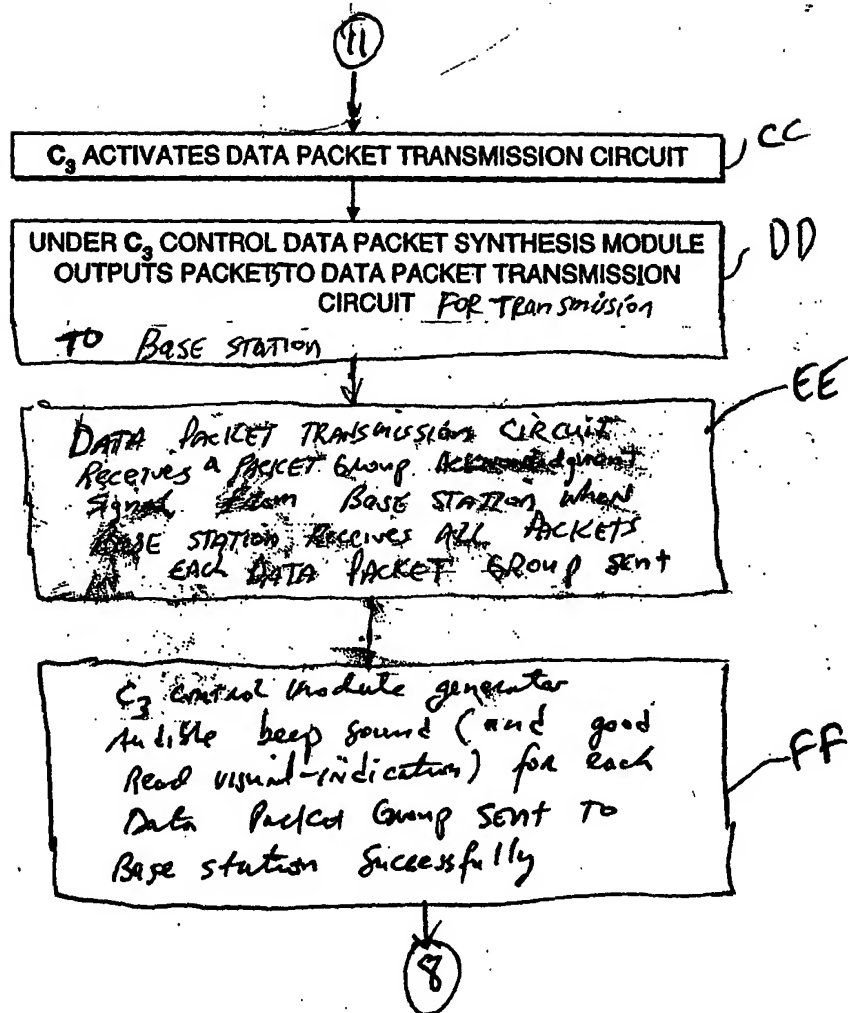 11
C3 ACTIVATES DATA PACKET TRANSMISSION CIRCUIT
CC
UNDER C3 CONTROL DATA PACKET SYNTHESIS MODULE
DD
OUTPUTS PACKETS TO DATA PACKET TRANSMISSION
CIRCUIT FOR TRANSMISSION
TO BASE STATION
EE
DATA PACKET TRANSMISSION CIRCUIT
Receives a PACKET Group Acknowledgment
Signal from BASE STATION when
BASE STATION Receives ALL PACKETS
EACH DATA PACKET GROUP sent
C3 control module generator
Audible beep sound (and good
Read visual-indication) for each
FF
Data Packet Group SENT TO
Base station Successfully
8